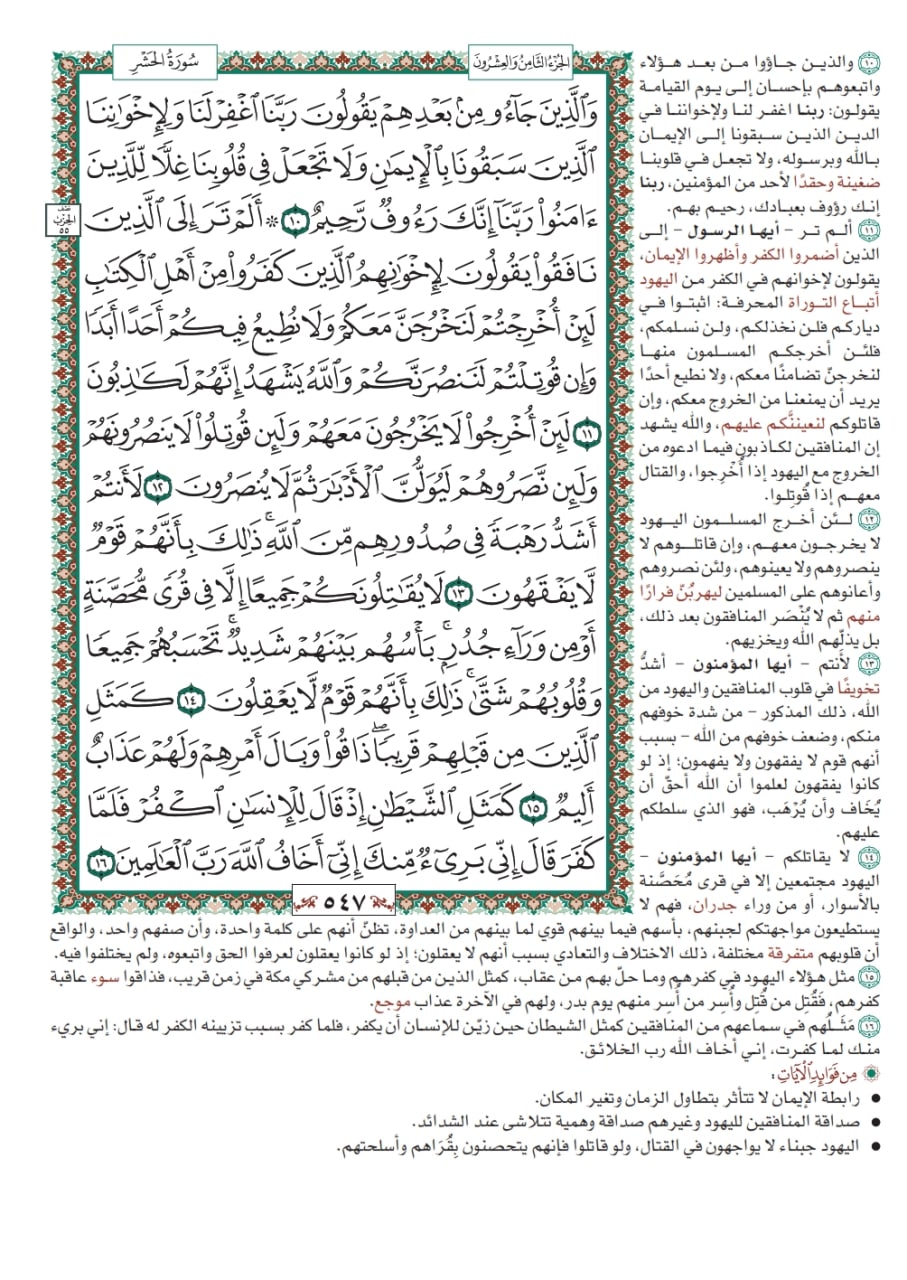 سُورَةُ الحَشْرِ
الجُزْءُ الثَّامِنُ وَالعِشْرُونَ
وَٱلَّذِينَ جَآءُو مِنۢ بَعْدِهِمْ يَقُولُونَ رَبَّنَا ٱغْفِرْ لَنَا وَلِإِخْوَٰنِنَا
ٱلَّذِينَ سَبَقُونَا بِٱلْإِيمَٰنِ وَلَا تَجْعَلْ فِى قُلُوبِنَا غِلًّا لِّلَّذِينَ
ءَامَنُوا۟ رَبَّنَآ إِنَّكَ رَءُوفٌ رَّحِيمٌ ١٠ ۞ أَلَمْ تَرَ إِلَى ٱلَّذِينَ
نَافَقُوا۟ يَقُولُونَ لِإِخْوَٰنِهِمُ ٱلَّذِينَ كَفَرُوا۟ مِنْ أَهْلِ ٱلْكِتَٰبِ
لَئِنْ أُخْرِجْتُمْ لَنَخْرُجَنَّ مَعَكُمْ وَلَا نُطِيعُ فِيكُمْ أَحَدًا أَبَدًا
وَإِن قُوتِلْتُمْ لَنَنصُرَنَّكُمْ وَٱللَّهُ يَشْهَدُ إِنَّهُمْ لَكَٰذِبُونَ
١١ لَئِنْ أُخْرِجُوا۟ لَا يَخْرُجُونَ مَعَهُمْ وَلَئِن قُوتِلُوا۟ لَا يَنصُرُونَهُمْ
وَلَئِن نَّصَرُوهُمْ لَيُوَلُّنَّ ٱلْأَدْبَٰرَ ثُمَّ لَا يُنصَرُونَ ١٢ لَأَنتُمْ
أَشَدُّ رَهْبَةً فِى صُدُورِهِم مِّنَ ٱللَّهِ ۚ ذَٰلِكَ بِأَنَّهُمْ قَوْمٌ
لَّا يَفْقَهُونَ ١٣ لَا يُقَٰتِلُونَكُمْ جَمِيعًا إِلَّا فِى قُرًى مُّحَصَّنَةٍ
أَوْ مِن وَرَآءِ جُدُرٍۭ ۚ بَأْسُهُم بَيْنَهُمْ شَدِيدٌ ۚ تَحْسَبُهُمْ جَمِيعًا
وَقُلُوبُهُمْ شَتَّىٰ ۚ ذَٰلِكَ بِأَنَّهُمْ قَوْمٌ لَّا يَعْقِلُونَ ١٤ كَمَثَلِ
ٱلَّذِينَ مِن قَبْلِهِمْ قَرِيبًا ۖ ذَاقُوا۟ وَبَالَ أَمْرِهِمْ وَلَهُمْ عَذَابٌ
أَلِيمٌ ١٥ كَمَثَلِ ٱلشَّيْطَٰنِ إِذْ قَالَ لِلْإِنسَٰنِ ٱكْفُرْ فَلَمَّا
كَفَرَ قَالَ إِنِّى بَرِىٓءٌ مِّنكَ إِنِّىٓ أَخَافُ ٱللَّهَ رَبَّ ٱلْعَٰلَمِينَ ١٦
٥٤٧
الحِزْب
٥٥
١٠ والذين جاؤوا من بعد هؤلاء
واتبعوهم بإحسان إلى يوم القيامة
يقولون: ربنا اغفر لنا ولإخواننا في
الدين الذين سبقونا إلى الإيمان
بالله وبرسوله، ولا تجعل في قلوبنا
ضغينة وحقدًا لأحد من المؤمنين، ربنا
إنك رؤوف بعبادك، رحيم بهم.
١١ ألم تر - أيها الرسول - إلى
الذين أضمروا الكفر وأظهروا الإيمان،
يقولون لإخوانهم في الكفر من اليهود
أتباع التوراة المحرفة: اثبتوا في
دياركم فلن نخذلكم، ولن نسلمكم،
فلئن أخرجكم المسلمون منها
لنخرجنّ تضامنًا معكم، ولا نطيع أحدًا
يريد أن يمنعنا من الخروج معكم، وإن
قاتلوكم لنعيننَّكم عليهم، والله يشهد
إن المنافقين لكاذبون فيما ادعوه من
الخروج مع اليهود إذا أُخْرِجوا، والقتال
معهم إذا قُوتِلوا.
١٢ لئن أخرج المسلمون اليهود
لا يخرجون معهم، وإن قاتلوهم لا
ينصروهم ولا يعينوهم، ولئن نصروهم
وأعانوهم على المسلمين ليهربُنّ فرارًا
منهم ثم لا يُنْصَر المنافقون بعد ذلك،
بل يذلّهم الله ويخزيهم.
١٣ لأنتم - أيها المؤمنون - أشدُّ
تخويفًا في قلوب المنافقين واليهود من
الله، ذلك المذكور - من شدة خوفهم
منكم، وضعف خوفهم من الله - بسبب
أنهم قوم لا يفقهون ولا يفهمون؛ إذ لو
كانوا يفقهون لعلموا أن الله أحقّ أن
يُخَاف وأن يُرْهَب، فهو الذي سلطكم
عليهم.
١٤ لا يقاتلكم - أيها المؤمنون -
اليهود مجتمعين إلا في قرى مُحَصَّنة
بالأسوار، أو من وراء جدران، فهم لا
يستطيعون مواجهتكم لجبنهم، بأسهم فيما بينهم قوي لما بينهم من العداوة، تظنّ أنهم على كلمة واحدة، وأن صفهم واحد، والواقع
أن قلوبهم متفرقة مختلفة، ذلك الاختلاف والتعادي بسبب أنهم لا يعقلون؛ إذ لو كانوا يعقلون لعرفوا الحق واتبعوه، ولم يختلفوا فيه.
١٥ مثل هؤلاء اليهود في كفرهم وما حلّ بهم من عقاب، كمثل الذين من قبلهم من مشركي مكة في زمن قريب، فذاقوا سوء عاقبة
كفرهم، فَقُتِل من قُتِل وأُسِر من أُسِر منهم يوم بدر، ولهم في الآخرة عذاب موجع.
١٦ مَثَلُهم في سماعهم من المنافقين كمثل الشيطان حين زيّن للإنسان أن يكفر، فلما كفر بسبب تزيينه الكفر له قال: إني بريء
منك لما كفرت، إني أخاف الله رب الخلائق.
مِن فَوَائِدِ الآيَاتِ:
• رابطة الإيمان لا تتأثر بتطاول الزمان وتغير المكان.
• صداقة المنافقين لليهود وغيرهم صداقة وهمية تتلاشى عند الشدائد.
• اليهود جبناء لا يواجهون في القتال، ولو قاتلوا فإنهم يتحصنون بِقُرَاهم وأسلحتهم.